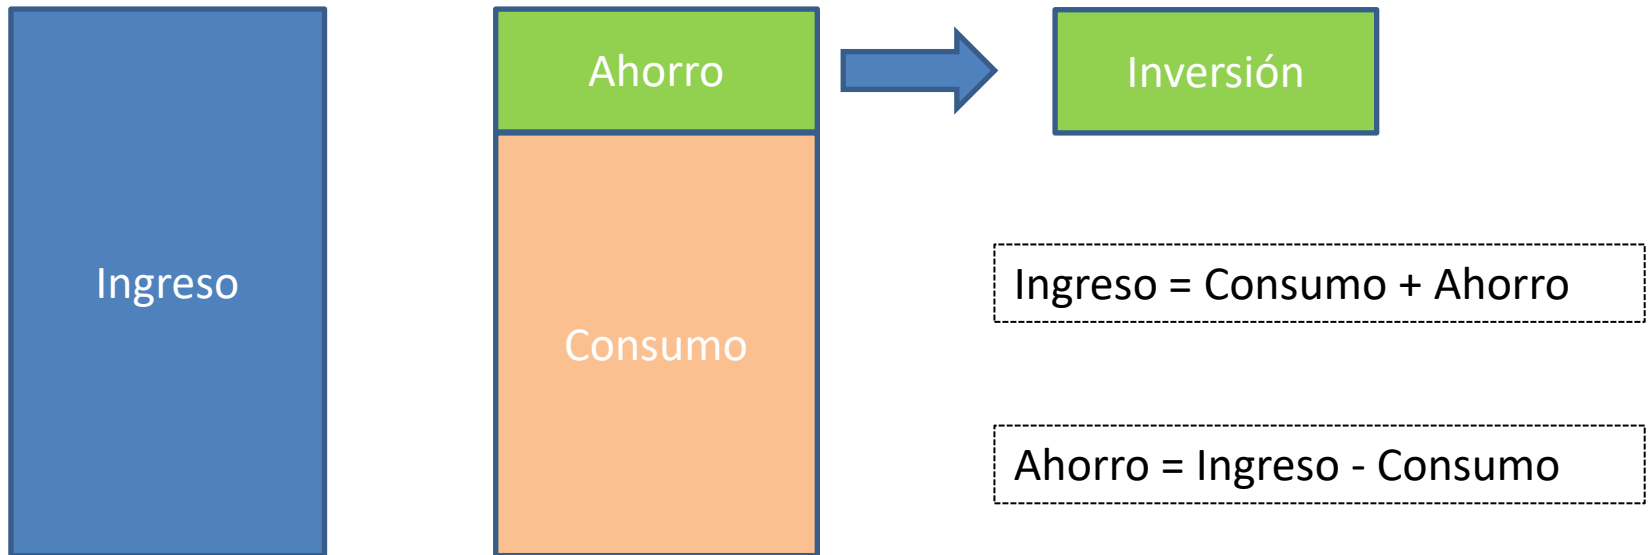 Ahorro
Inversión
Ingreso
Consumo
Ingreso = Consumo + Ahorro
Ahorro = Ingreso - Consumo